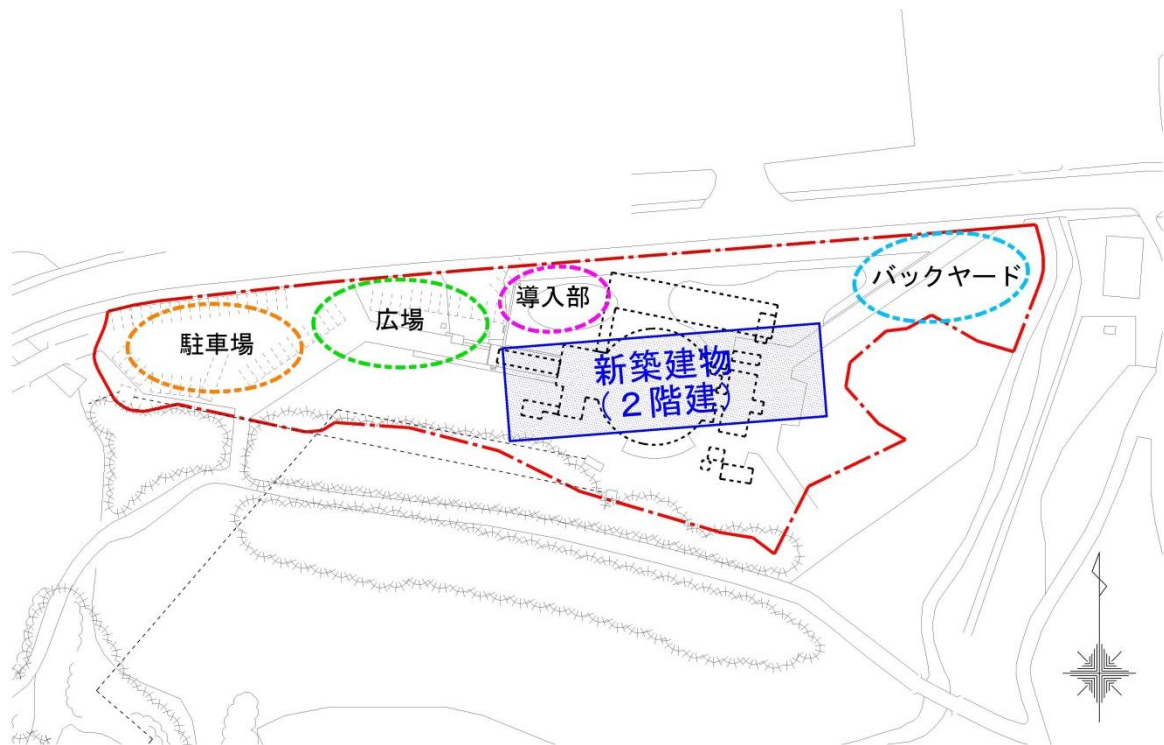 駐車場
広場
導入部
新築建物
(２階建)
バックヤード